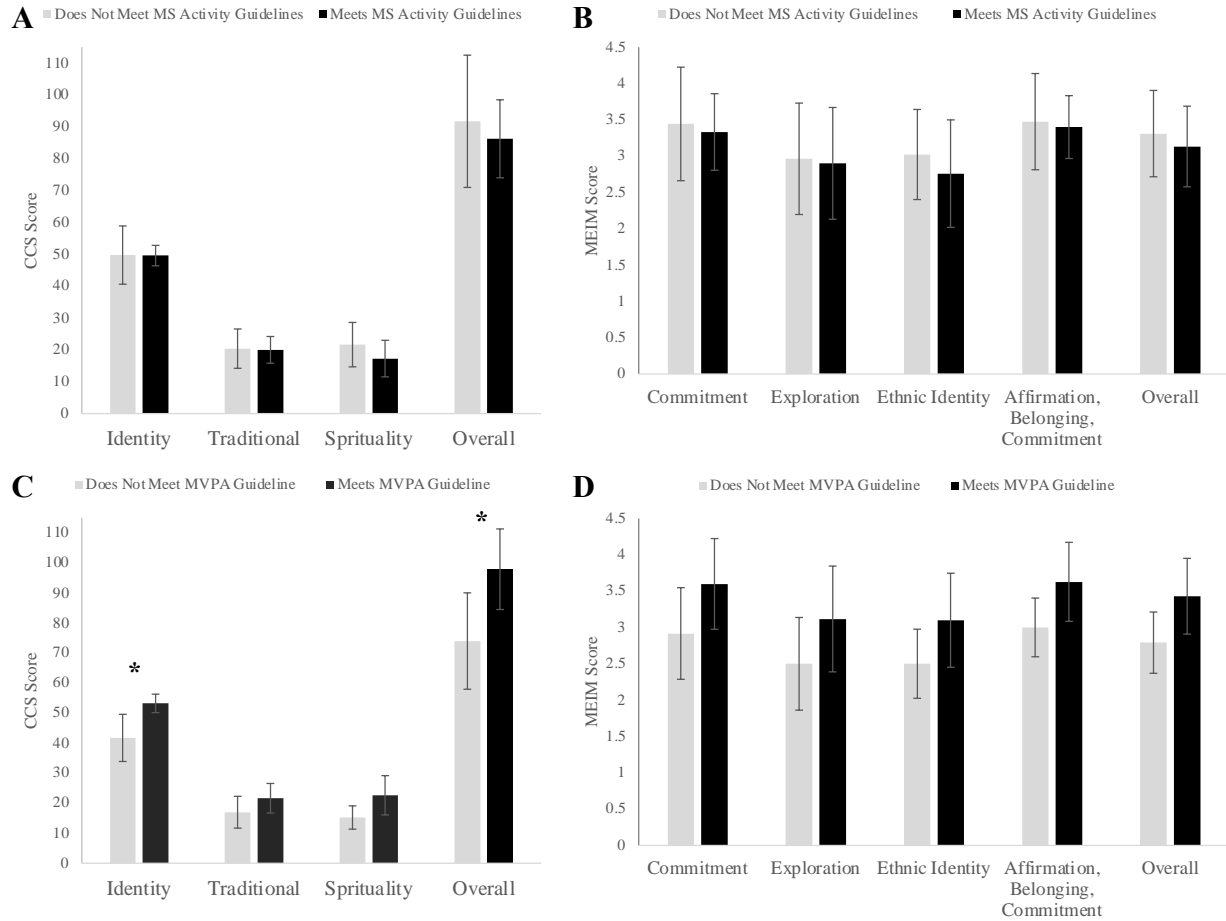 A
Does Not Meet MS Activity Guidelines
Meets MS Activity Guidelines
CCS Score
110
100
90
80
70
60
50
40
30
20
10
0
Identity
Traditional
Sprituality
Overall
B
Does Not Meet MS Activity Guidelines
Meets MS Activity Guidelines
MEIM Score
4.5
4
3.5
3
2.5
2
1.5
1
0.5
0
Commitment
Exploration
Ethnic Identity
Affirmation,
Belonging,
Commitment
Overall
C
Does Not Meet MVPA Guideline
Meets MVPA Guideline
CCS Score
110
100
90
80
70
60
50
40
30
20
10
0
*
*
Identity
Traditional
Sprituality
Overall
D
Does Not Meet MVPA Guideline
Meets MVPA Guideline
MEIM Score
4.5
4
3.5
3
2.5
2
1.5
1
0.5
0
Commitment
Exploration
Ethnic Identity
Affirmation,
Belonging,
Commitment
Overall